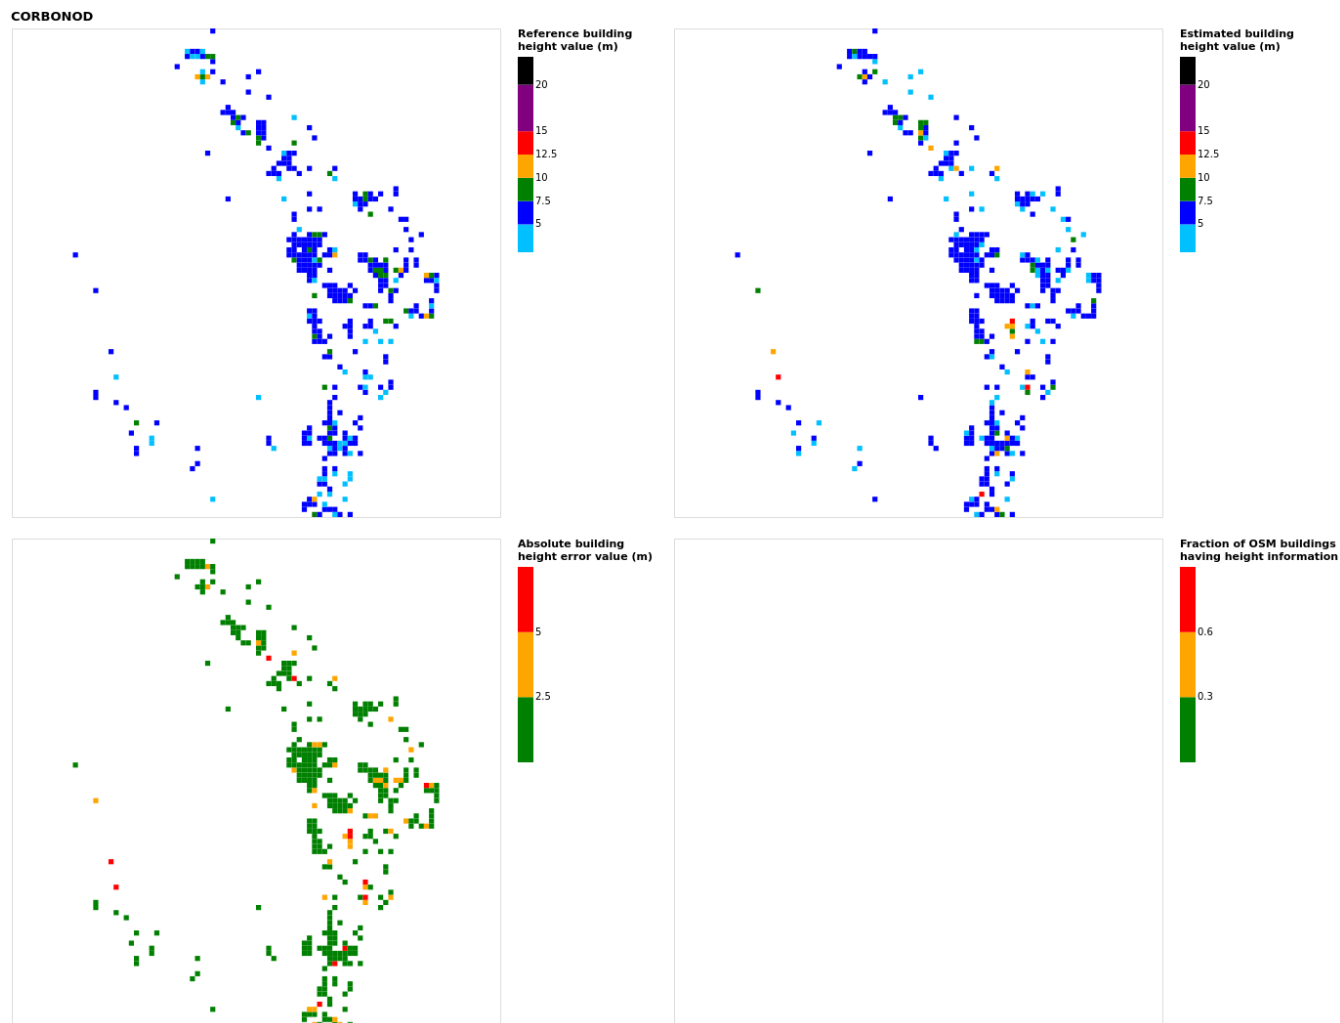 CORBONOD
Reference building
height value (m)
20
15
12.5
10
7.5
5
Estimated building
height value (m)
20
15
12.5
10
7.5
5
Absolute building
height error value (m)
5
2.5
Fraction of OSM buildings
having height information
0.6
0.3